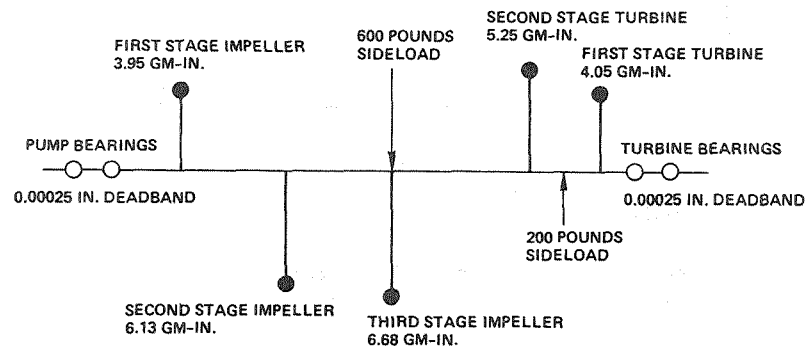 FIRST STAGE IMPELLER
3.95 GM-IN.
600 POUNDS
SIDELOAD
SECOND STAGE TURBINE
5.25 GM-IN.
FIRST STAGE TURBINE
4.05 GM-IN.
PUMP BEARINGS
0.00025 IN. DEADBAND
TURBINE BEARINGS
0.00025 IN. DEADBAND
200 POUNDS
SIDELOAD
SECOND STAGE IMPELLER
6.13 GM-IN.
THIRD STAGE IMPELLER
6.68 GM-IN.